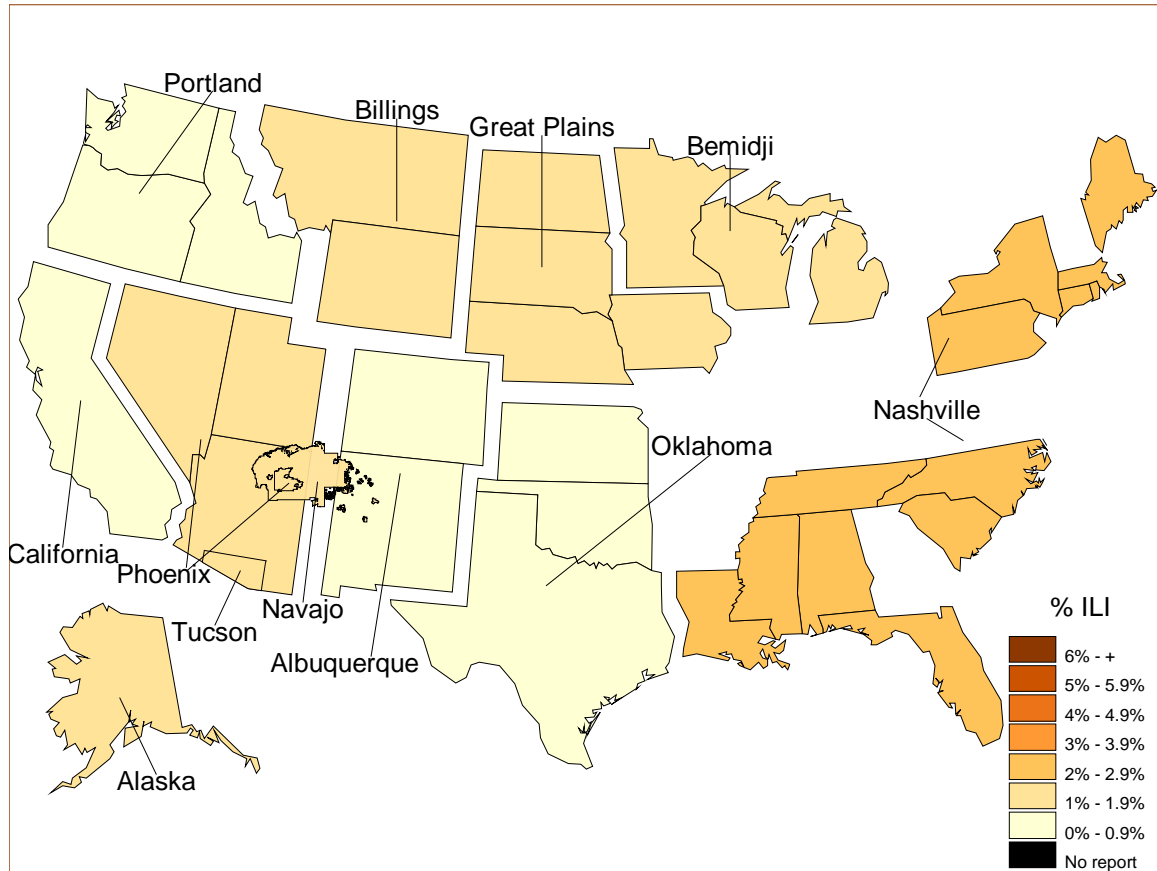 Portland
Billings
Great Plains
Bemidji
Nashville
Oklahoma
California
Phoenix
Navajo
Tucson
Albuquerque
Alaska
% ILI
6% - +
5% - 5.9%
4% - 4.9%
3% - 3.9%
2% - 2.9%
1% - 1.9%
0% - 0.9%
No report